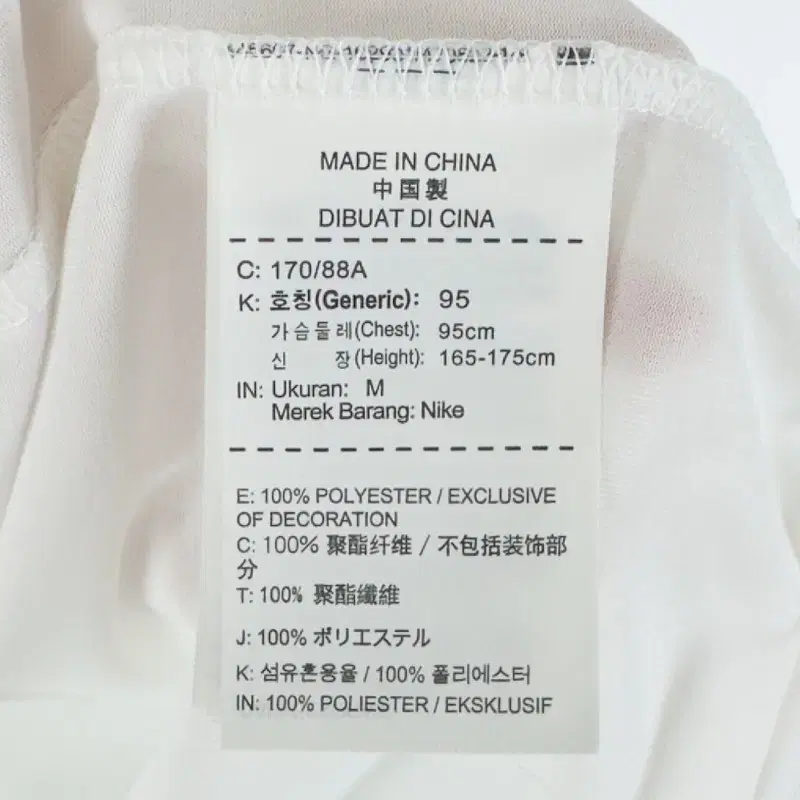 MADE IN CHINA
中国製
DIBUAT DI CINA
C: 170/88A
K: 호칭(Generic): 95
가슴둘레(Chest): 95cm
신 장(Height): 165-175cm
IN: Ukuran: M
Merek Barang: Nike
E: 100% POLYESTER / EXCLUSIVE
OF DECORATION
C: 100% 聚酯纤维 / 不包括装饰部
分
T: 100% 聚酯纖維
J: 100% ポリエステル
K: 섬유혼용율 / 100% 폴리에스터
IN: 100% POLIESTER / EKSKLUSIF